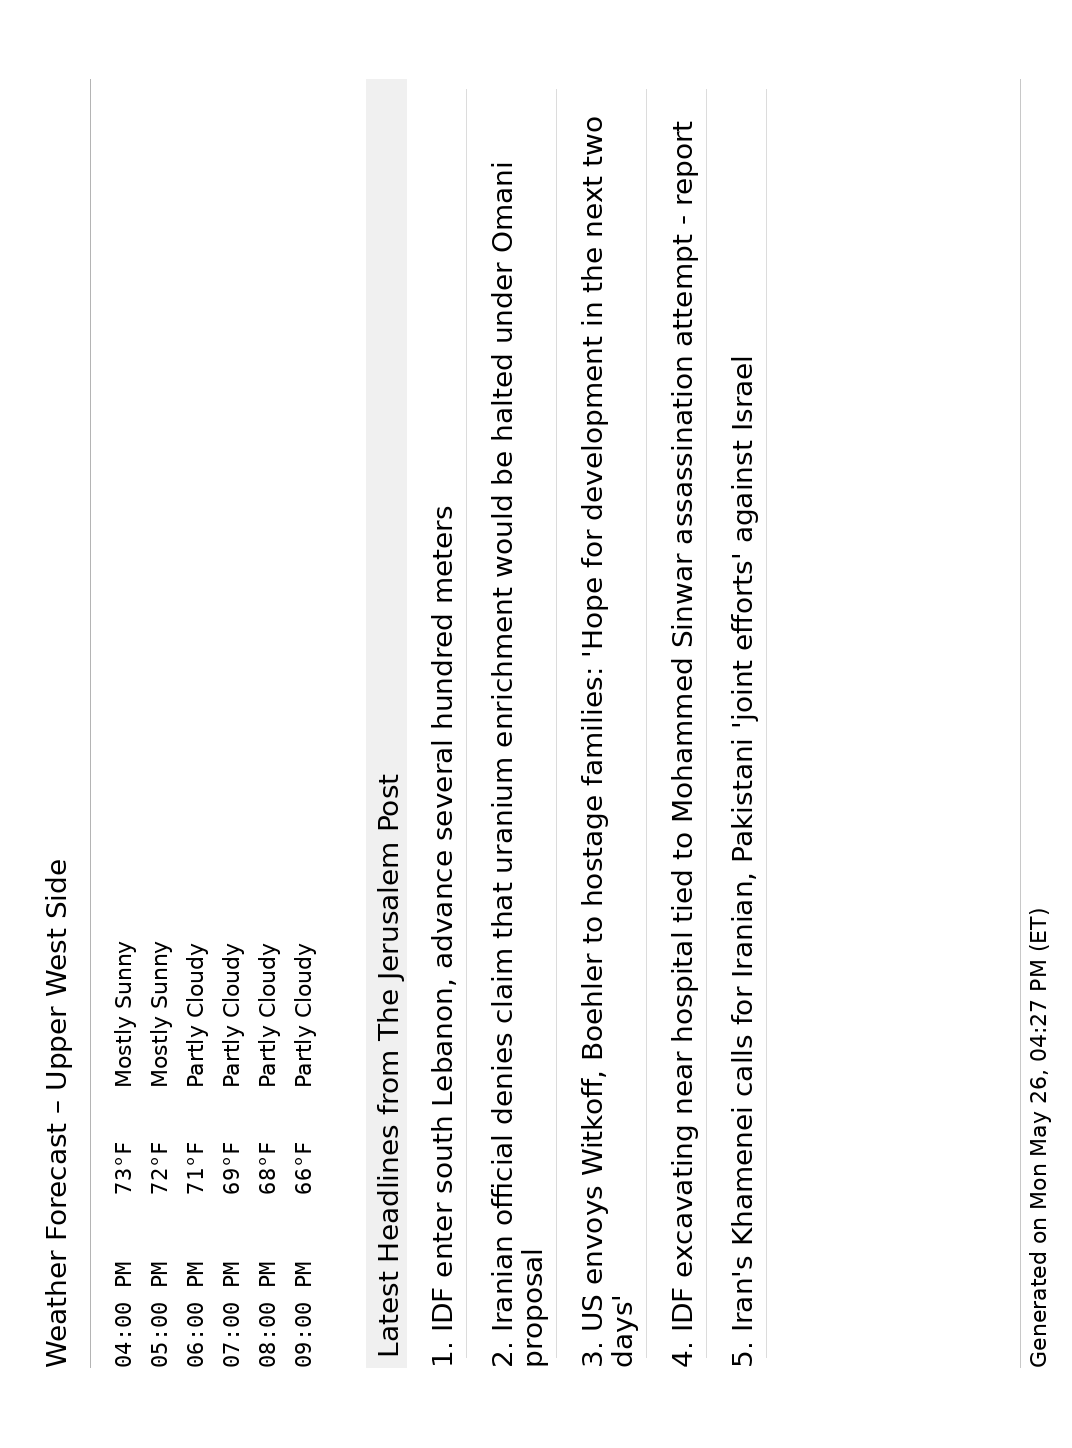 Weather Forecast – Upper West Side
04:00 PM 73°F Mostly Sunny
05:00 PM 72°F Mostly Sunny
06:00 PM 71°F Partly Cloudy
07:00 PM 69°F Partly Cloudy
08:00 PM 68°F Partly Cloudy
09:00 PM 66°F Partly Cloudy
Latest Headlines from The Jerusalem Post
1. IDF enter south Lebanon, advance several hundred meters
2. Iranian official denies claim that uranium enrichment would be halted under Omani
proposal
3. US envoys Witkoff, Boehler to hostage families: 'Hope for development in the next two
days'
4. IDF excavating near hospital tied to Mohammed Sinwar assassination attempt - report
5. Iran's Khamenei calls for Iranian, Pakistani 'joint efforts' against Israel
Generated on Mon May 26, 04:27 PM (ET)